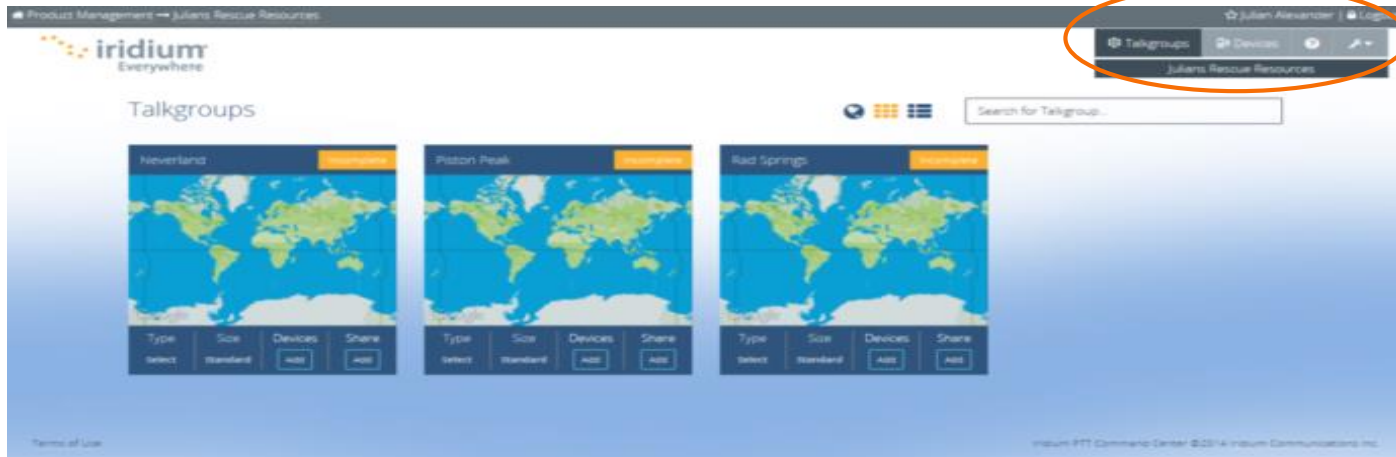 Product Management → Julians Rescue Resources
Julian Alexander | Logout
iridium
Everywhere
Talkgroups Devices
Julians Rescue Resources
Talkgroups
Search for Talkgroup...
Neverland Incomplete
Piston Peak Incomplete
Rad Springs Incomplete
Type Size Devices Share
Select Standard Add Add
Type Size Devices Share
Select Standard Add Add
Type Size Devices Share
Select Standard Add Add
Terms of Use
Iridium PTT Command Center ©2014 Iridium Communications Inc.